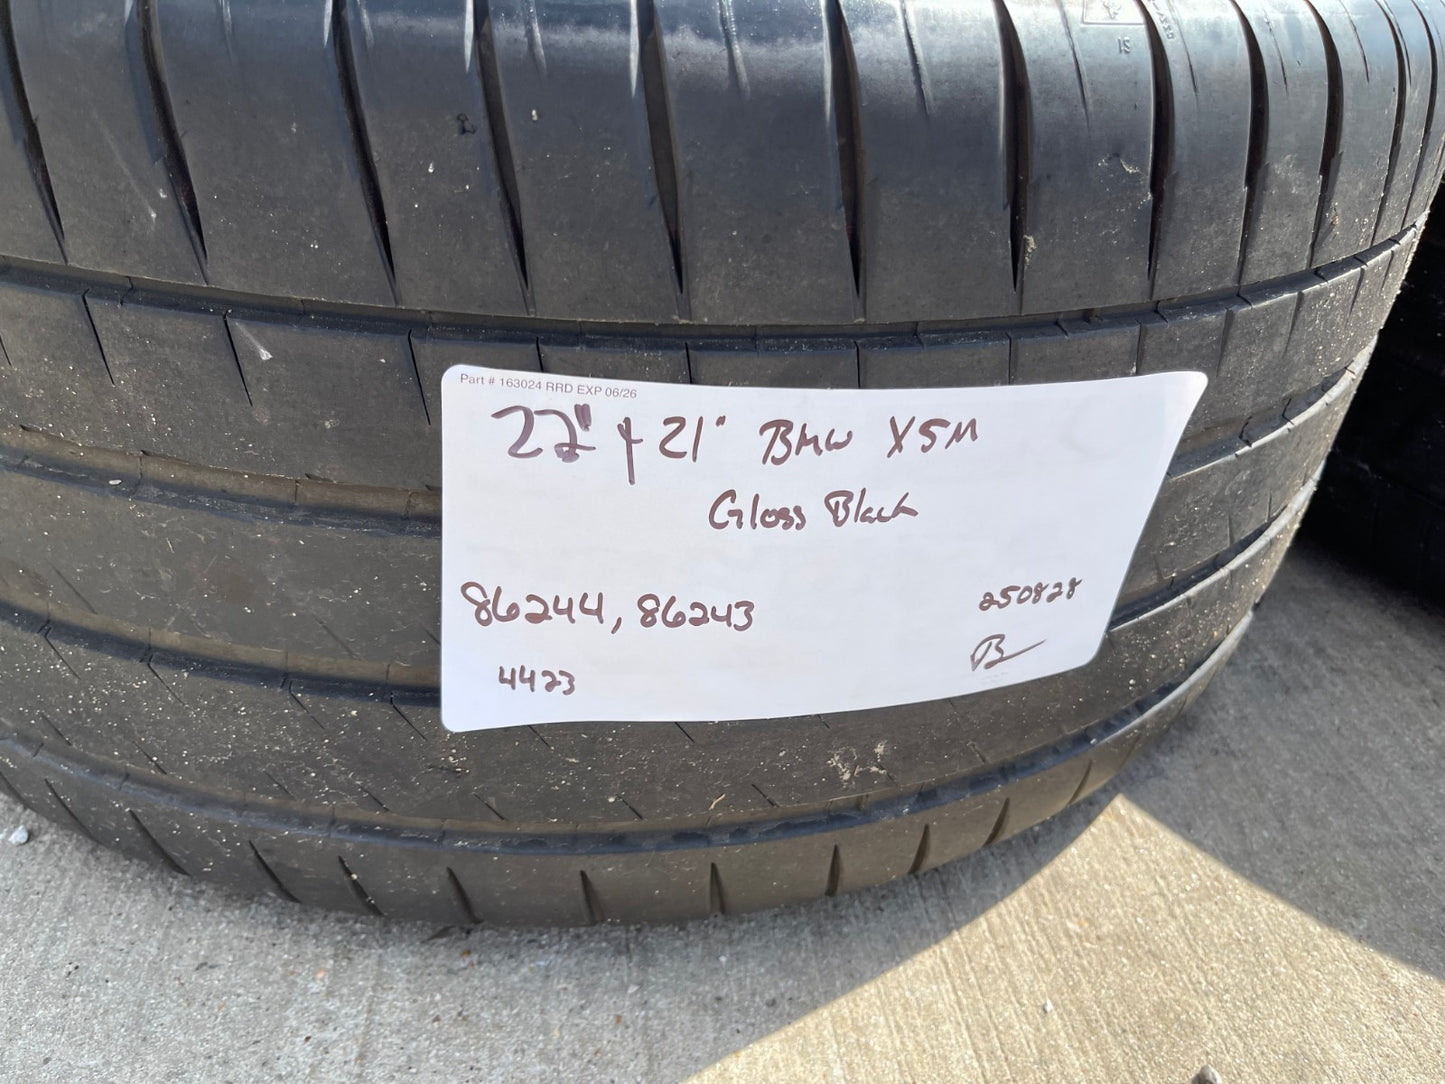 Part # 163024 RRD EXP 06/26
22" & 21" BMW X5M
Gloss Black
86244, 86243
250828
4423
B